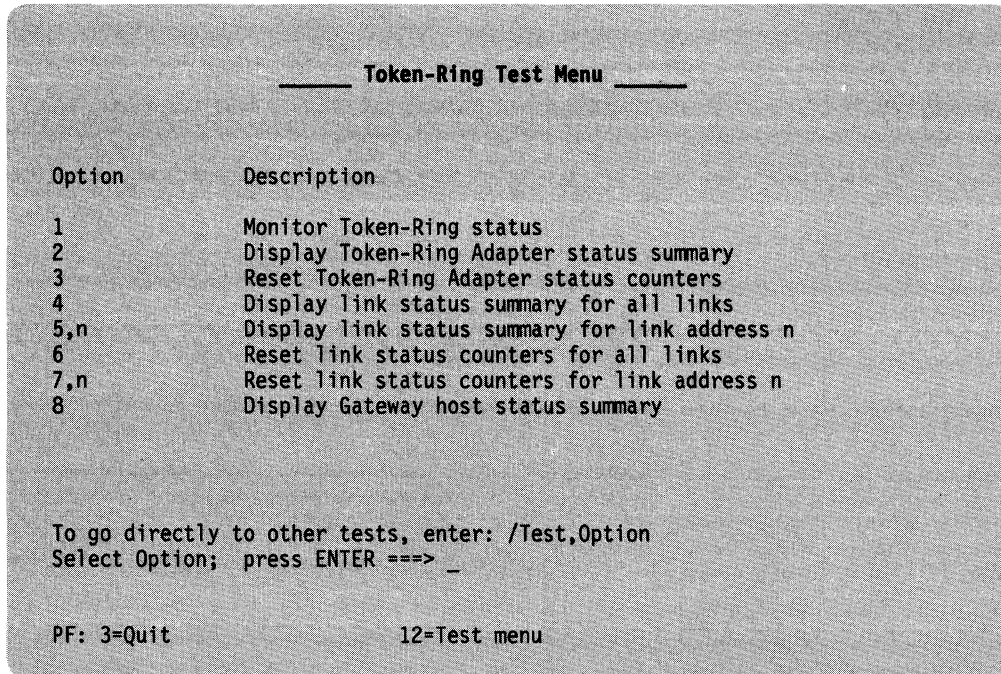 ______ Token-Ring Test Menu ______
Option Description
1 Monitor Token-Ring status
2 Display Token-Ring Adapter status summary
3 Reset Token-Ring Adapter status counters
4 Display link status summary for all links
5,n Display link status summary for link address n
6 Reset link status counters for all links
7,n Reset link status counters for link address n
8 Display Gateway host status summary
To go directly to other tests, enter: /Test,Option
Select Option; press ENTER ===> _
PF: 3=Quit 12=Test menu